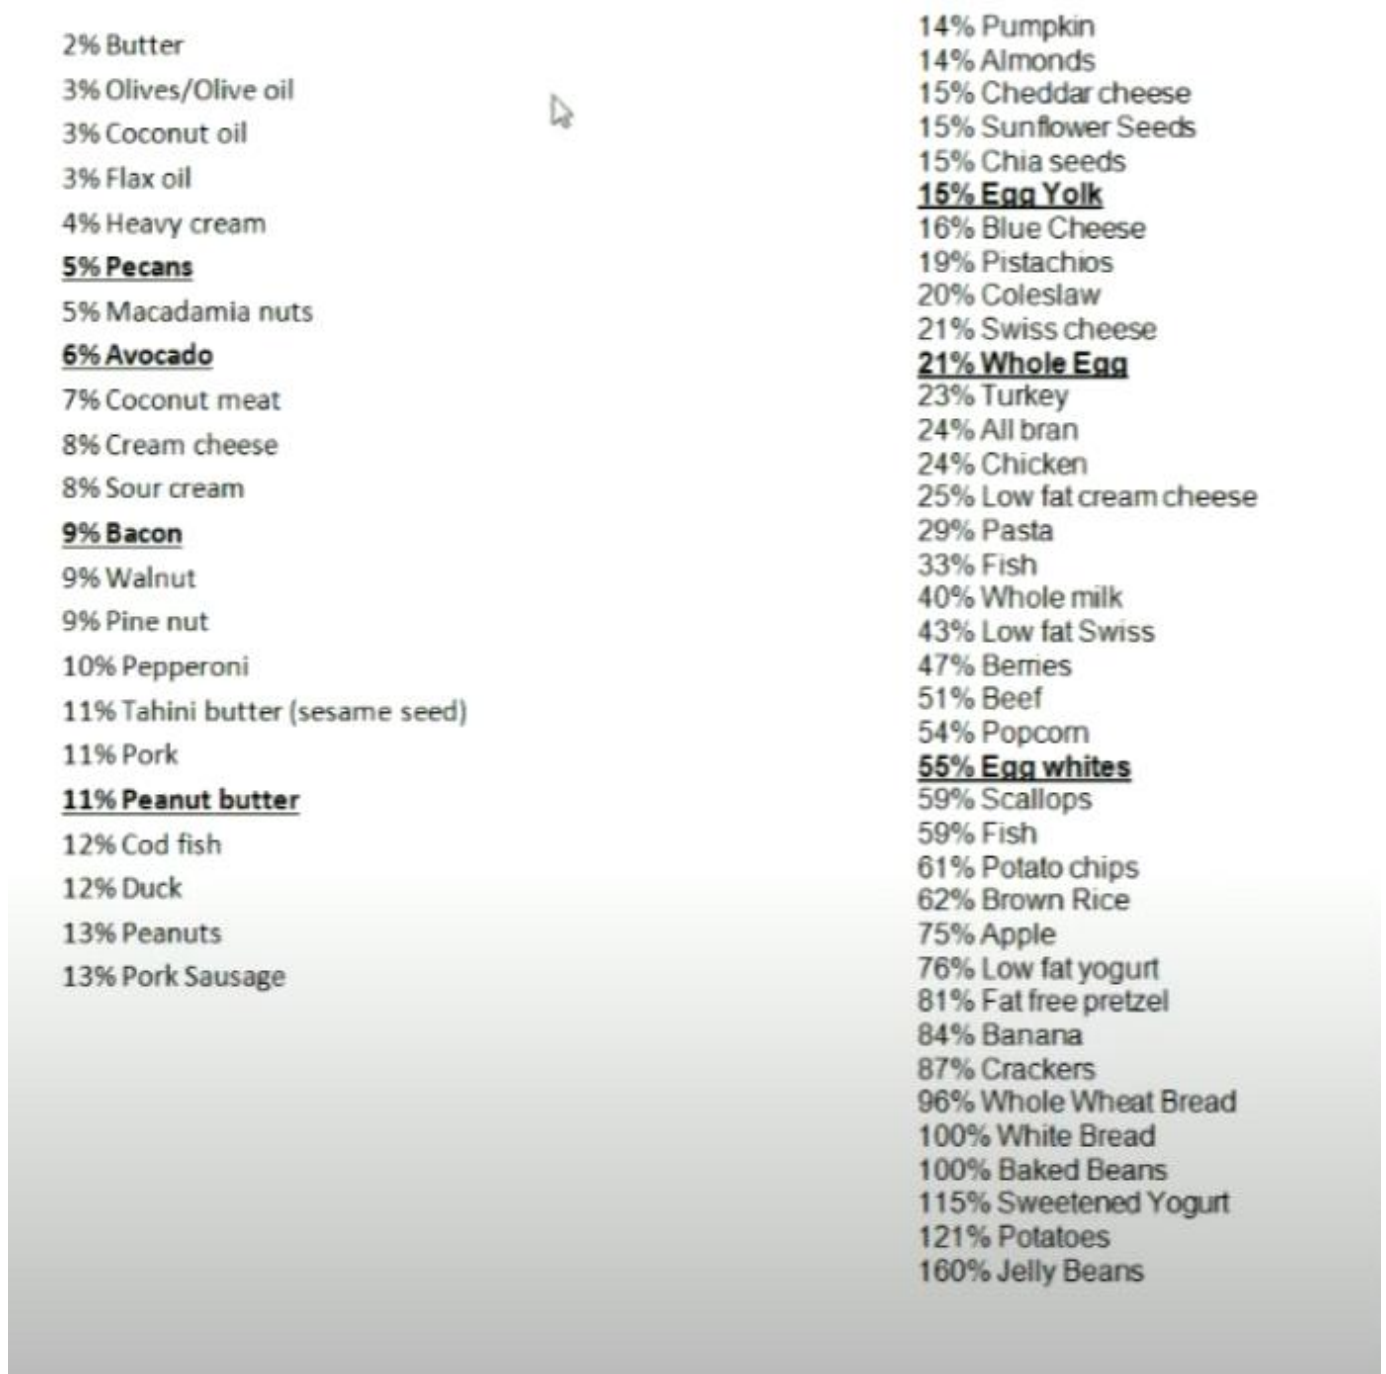 2% Butter
3% Olives/Olive oil
3% Coconut oil
3% Flax oil
4% Heavy cream
5% Pecans
5% Macadamia nuts
6% Avocado
7% Coconut meat
8% Cream cheese
8% Sour cream
9% Bacon
9% Walnut
9% Pine nut
10% Pepperoni
11% Tahini butter (sesame seed)
11% Pork
11% Peanut butter
12% Cod fish
12% Duck
13% Peanuts
13% Pork Sausage
14% Pumpkin
14% Almonds
15% Cheddar cheese
15% Sunflower Seeds
15% Chia seeds
15% Egg Yolk
16% Blue Cheese
19% Pistachios
20% Coleslaw
21% Swiss cheese
21% Whole Egg
23% Turkey
24% All bran
24% Chicken
25% Low fat cream cheese
29% Pasta
33% Fish
40% Whole milk
43% Low fat Swiss
47% Berries
51% Beef
54% Popcorn
55% Egg whites
59% Scallops
59% Fish
61% Potato chips
62% Brown Rice
75% Apple
76% Low fat yogurt
81% Fat free pretzel
84% Banana
87% Crackers
96% Whole Wheat Bread
100% White Bread
100% Baked Beans
115% Sweetened Yogurt
121% Potatoes
160% Jelly Beans